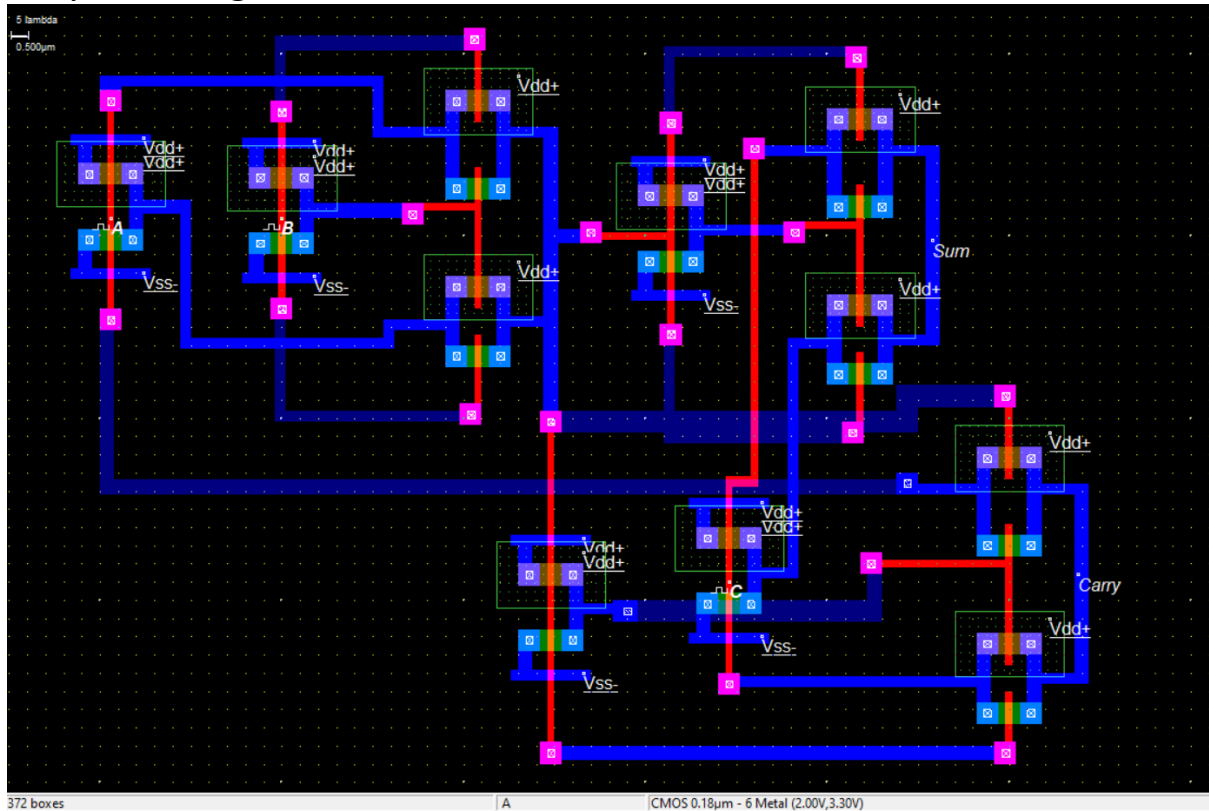 5 lambda
0.500µm
Vdd+
Vdd+
Vdd+
Vdd+
Vdd+
Vdd+
Vdd+
Vdd+
Vdd+
A
B
Sum
Vss-
Vss-
Vdd+
Vdd+
Vss-
Vdd+
Vdd+
Vdd+
Vdd+
Vdd+
C
Carry
Vdd+
Vss-
Vss-
372 boxes
A
CMOS 0.18µm - 6 Metal (2.00V,3.30V)